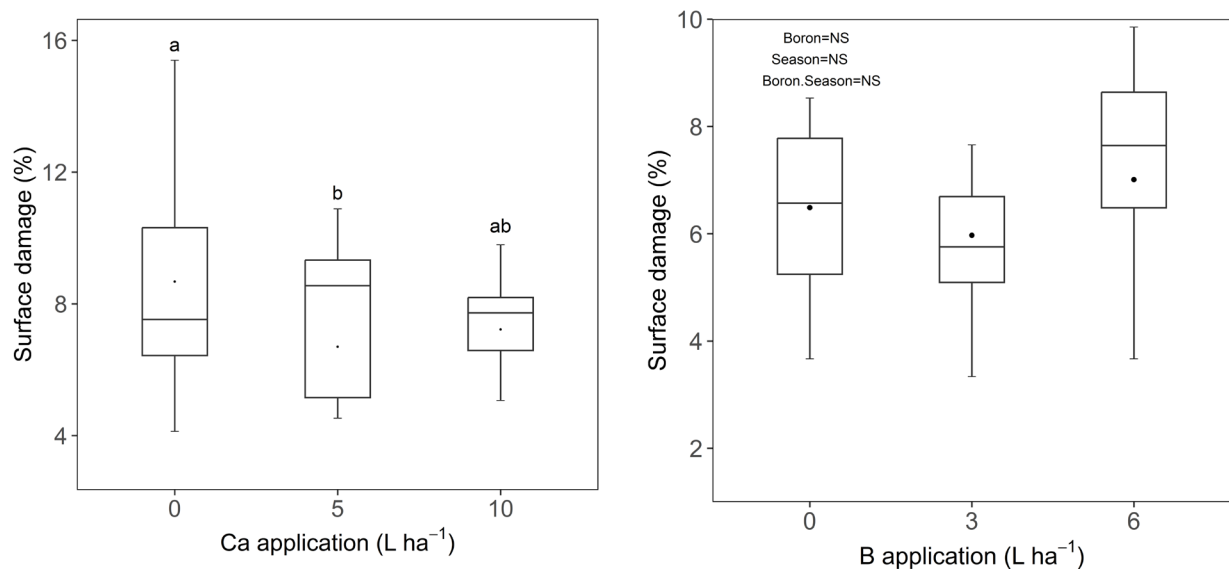 Surface damage (%)
16
12
8
4
a
b
ab
0
5
10
Ca application (L ha⁻¹)
Surface damage (%)
10
8
6
4
2
Boron=NS
Season=NS
Boron.Season=NS
0
3
6
B application (L ha⁻¹)